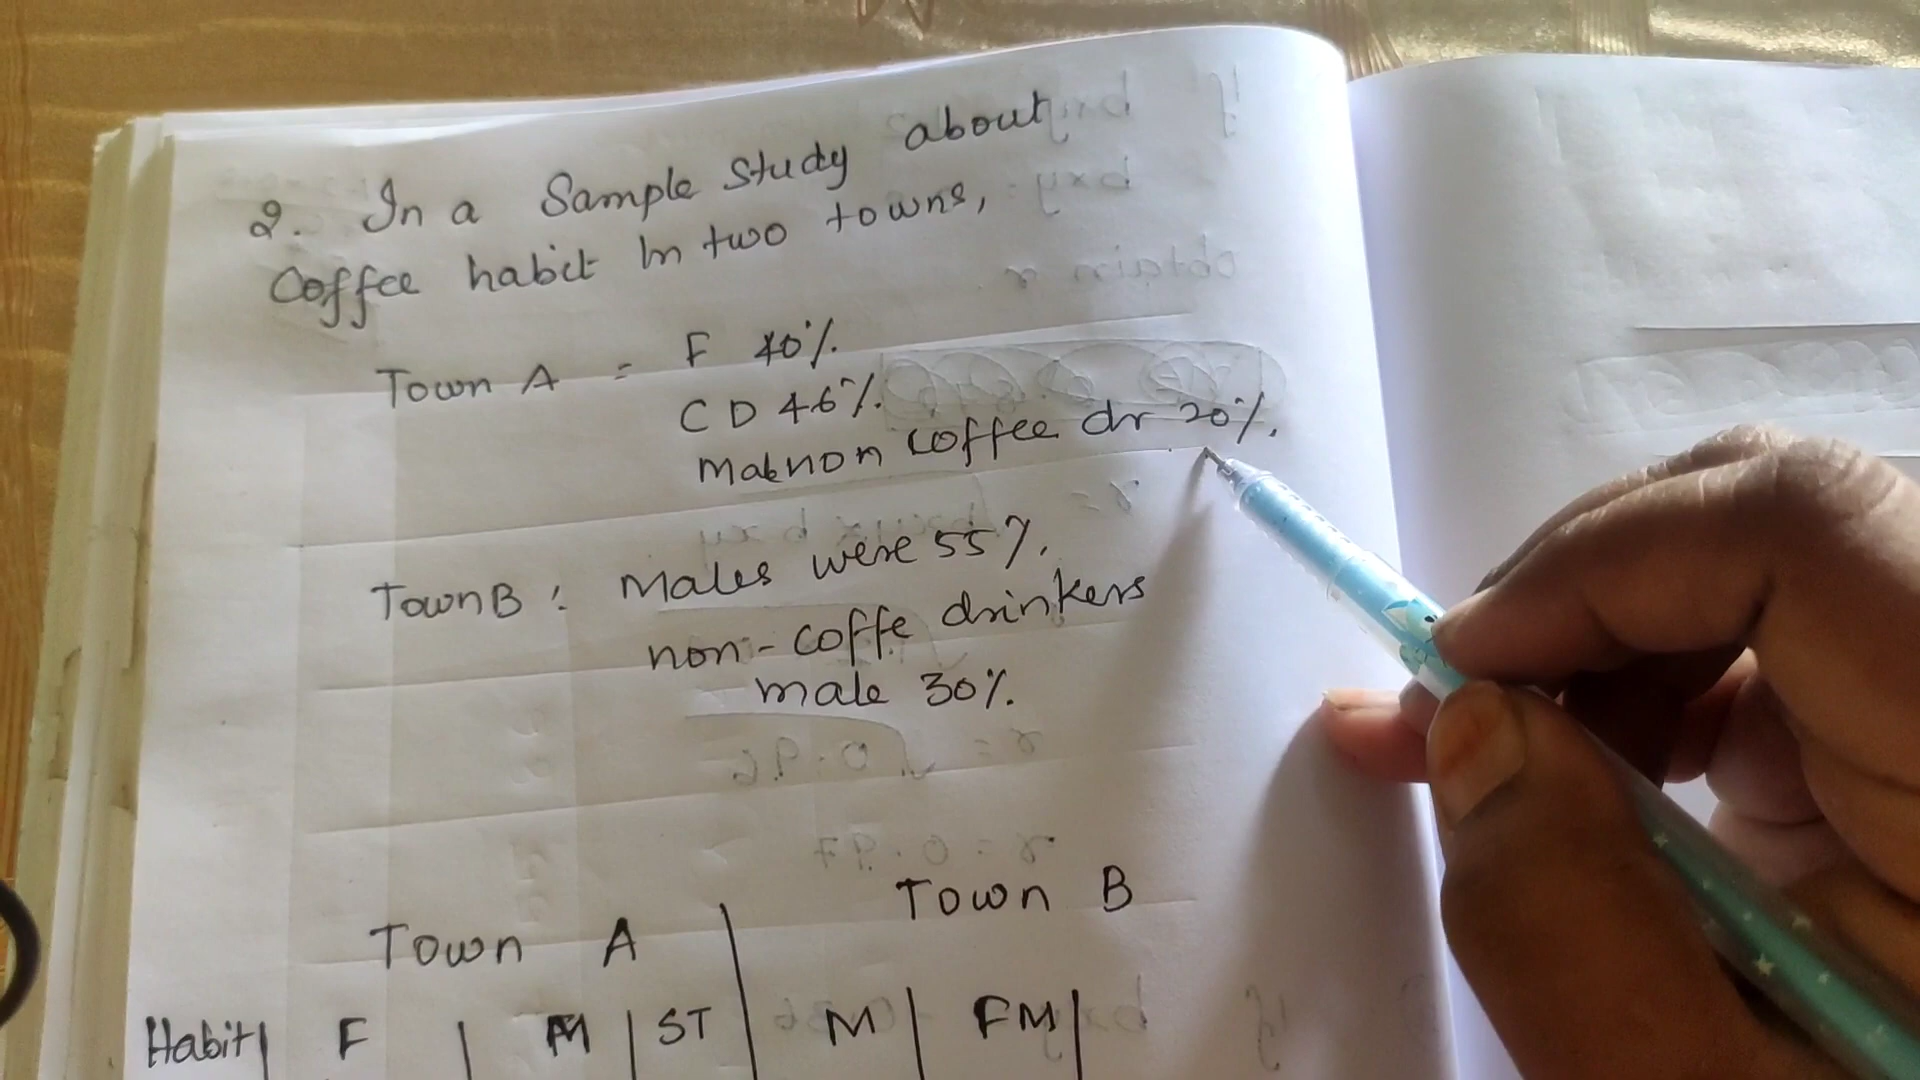 2. In a Sample Study about
Coffee habit in two towns,
Town A = F 40%.
CD 46%.
Male non coffee dr 20%.
Town B : Males were 55%.
non-coffe drinkers
male 30%.
Town A
Town B
Habit F M ST M FM